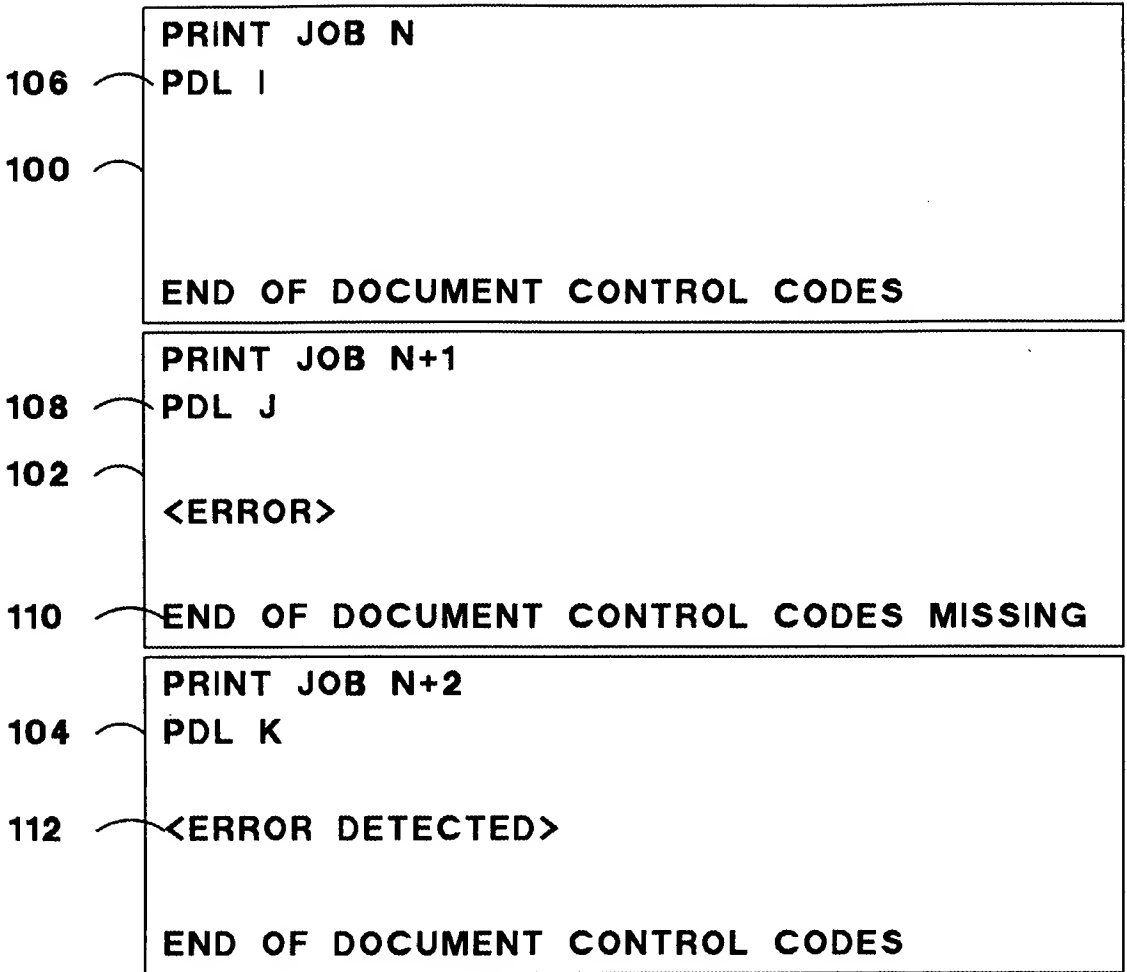 PRINT JOB N
106 PDL I
100
END OF DOCUMENT CONTROL CODES
PRINT JOB N+1
108 PDL J
102
<ERROR>
110 END OF DOCUMENT CONTROL CODES MISSING
PRINT JOB N+2
104 PDL K
112 <ERROR DETECTED>
END OF DOCUMENT CONTROL CODES